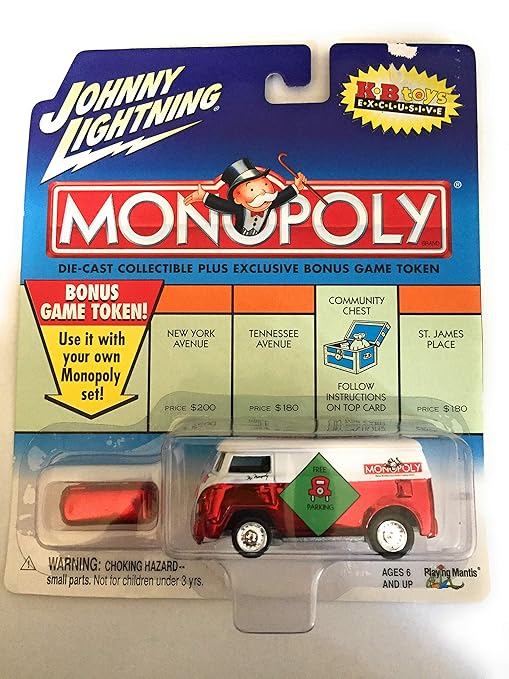 JOHNNY
LIGHTNING®
K·B toys
EXCLUSIVE
MONOPOLY®
BRAND
DIE-CAST COLLECTIBLE PLUS EXCLUSIVE BONUS GAME TOKEN
BONUS
GAME TOKEN!
Use it with
your own
Monopoly
set!
NEW YORK
AVENUE
PRICE $200
TENNESSEE
AVENUE
PRICE $180
COMMUNITY
CHEST
FOLLOW
INSTRUCTIONS
ON TOP CARD
ST. JAMES
PLACE
PRICE $180
FREE
PARKING
MONOPOLY
WARNING: CHOKING HAZARD--
small parts. Not for children under 3 yrs.
AGES 6
AND UP
Playing Mantis®